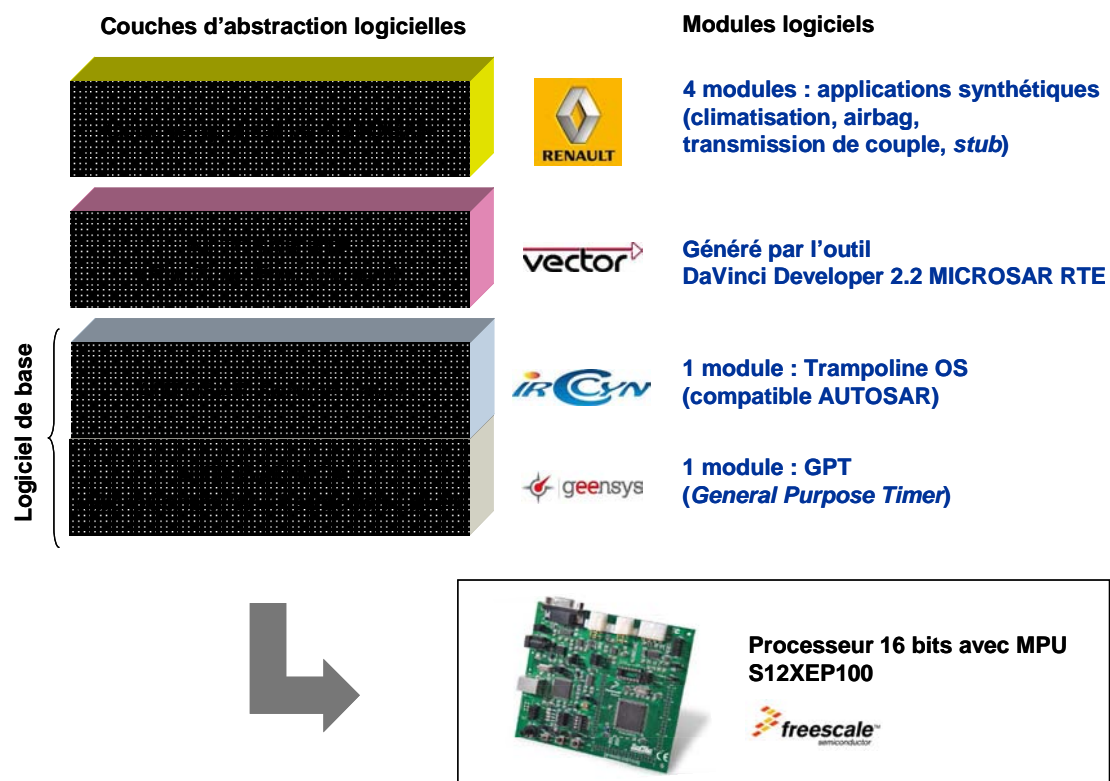 Couches d’abstraction logicielles
Modules logiciels
RENAULT
4 modules : applications synthétiques
(climatisation, airbag,
transmission de couple, stub)
vector
Généré par l’outil
DaVinci Developer 2.2 MICROSAR RTE
Logiciel de base
IRCCyN
1 module : Trampoline OS
(compatible AUTOSAR)
geensys
1 module : GPT
(General Purpose Timer)
Processeur 16 bits avec MPU
S12XEP100
freescale™
semiconductor